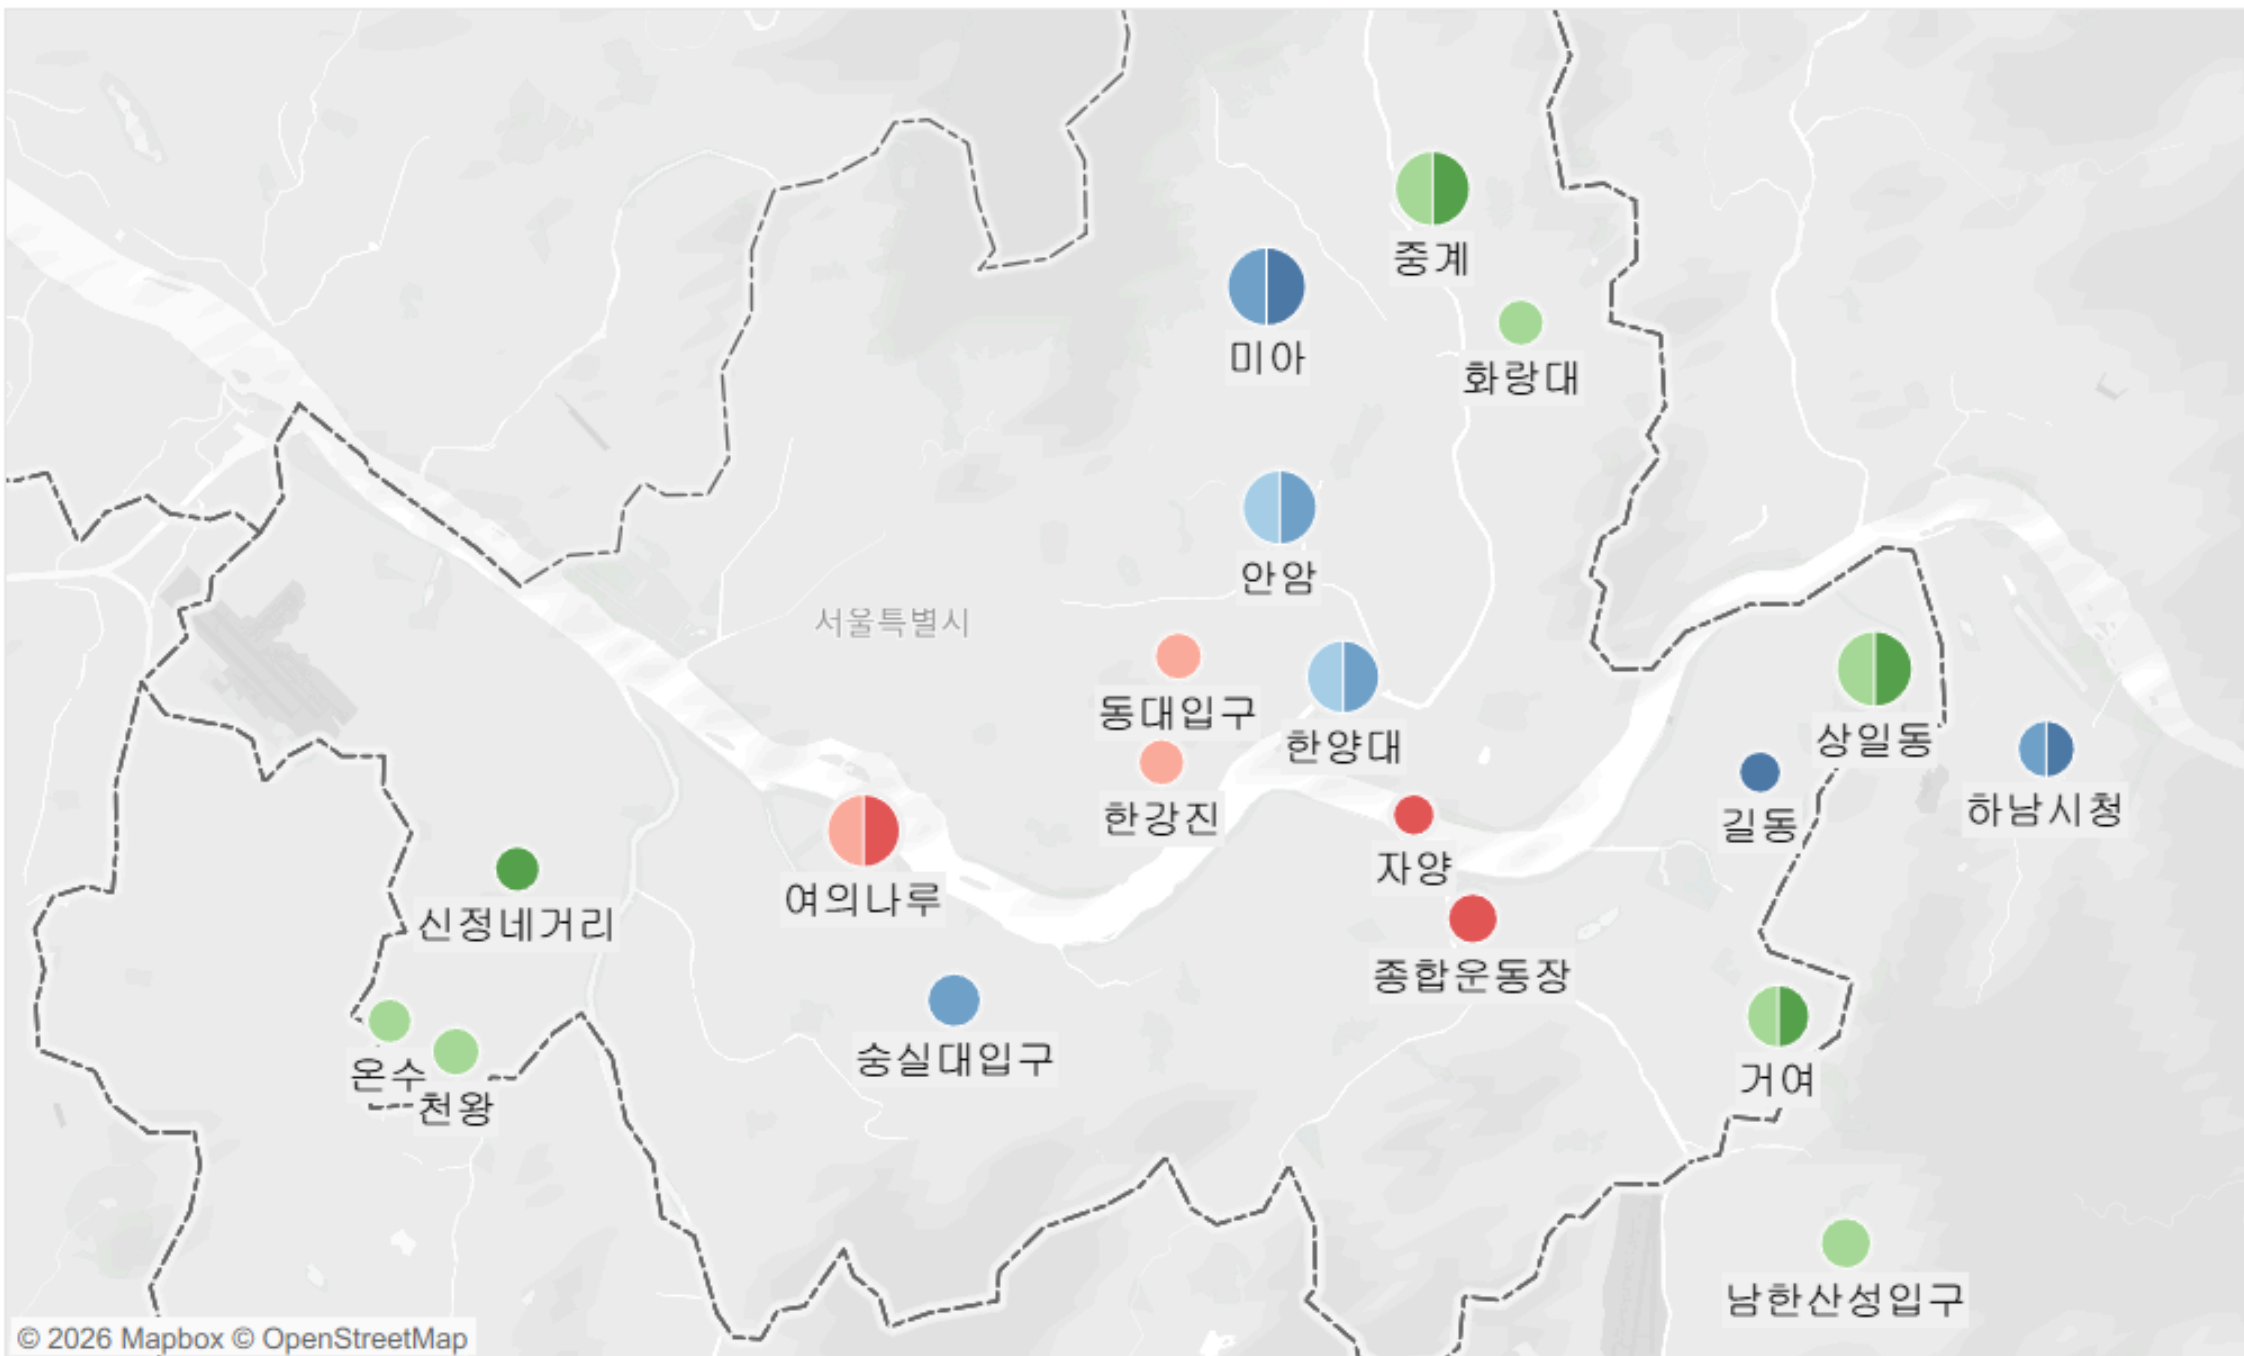 중계
미아
화랑대
안암
서울특별시
동대입구
한양대
상일동
한강진
하남시청
길동
자양
여의나루
신정네거리
종합운동장
숭실대입구
온수
거여
천왕
남한산성입구
© 2026 Mapbox © OpenStreetMap